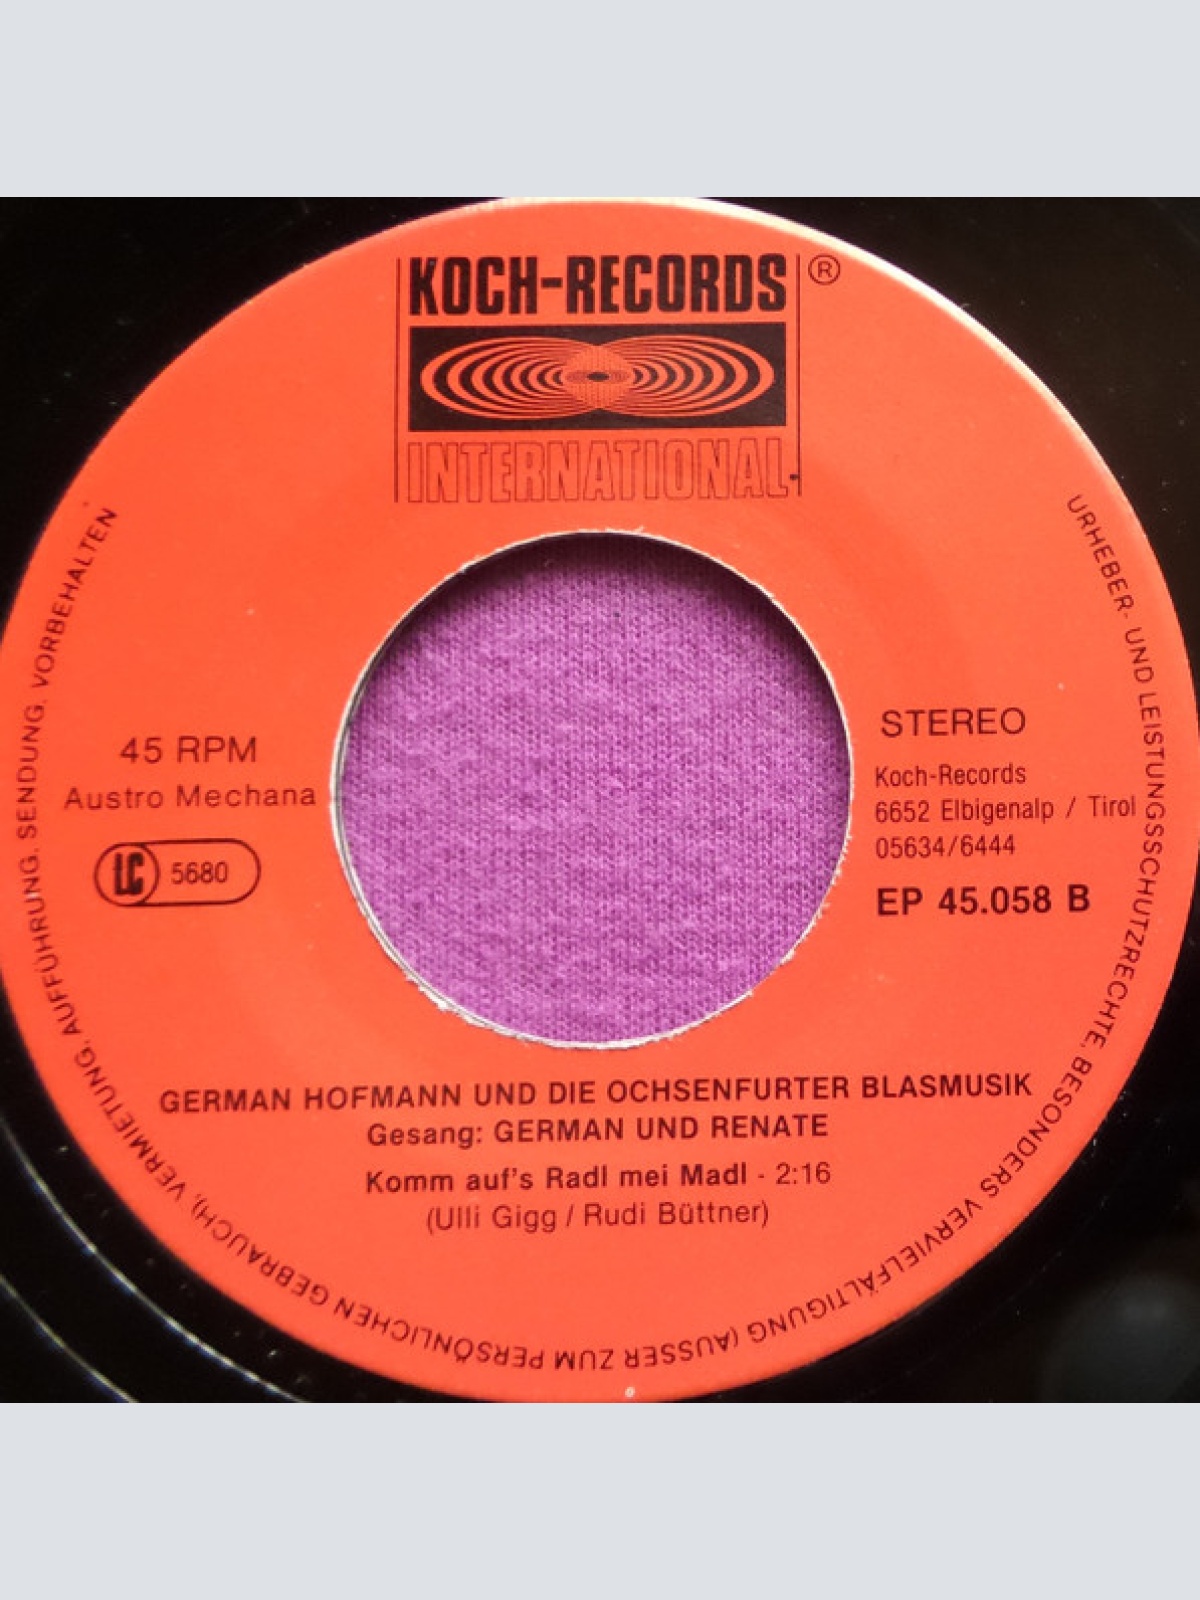 KOCH-RECORDS ®
INTERNATIONAL
45 RPM
Austro Mechana
LC 5680
STEREO
Koch-Records
6652 Elbigenalp / Tirol
05634/6444
EP 45.058 B
GERMAN HOFMANN UND DIE OCHSENFURTER BLASMUSIK
Gesang: GERMAN UND RENATE
Komm auf's Radl mei Madl - 2:16
(Ulli Gigg / Rudi Büttner)
URHEBER- UND LEISTUNGSSCHUTZRECHTE, BESONDERS VERVIELFÄLTIGUNG (AUSSER ZUM PERSÖNLICHEN GEBRAUCH), VERMIETUNG, AUFFÜHRUNG, SENDUNG, VORBEHALTEN